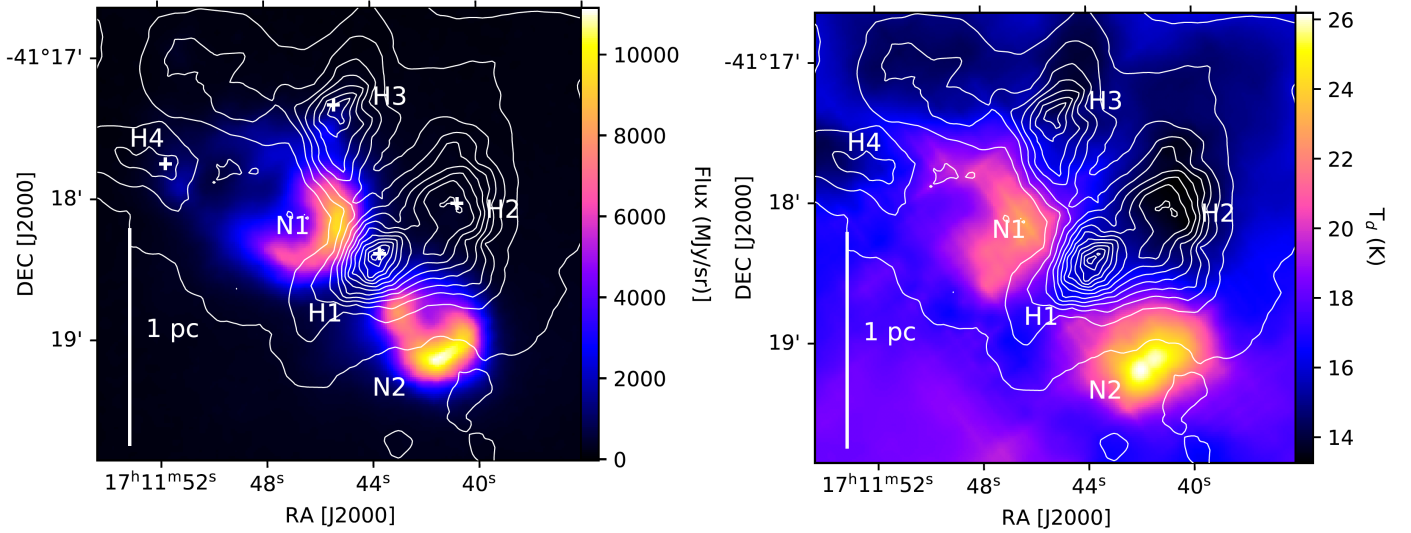 -41°17'
18'
19'
DEC [J2000]
17ʰ11ᵐ52ˢ
48ˢ
44ˢ
40ˢ
RA [J2000]
H3
H4
N1
H2
H1
1 pc
N2
10000
8000
6000
4000
2000
0
Flux (MJy/sr)]
-41°17'
18'
19'
DEC [J2000]
17ʰ11ᵐ52ˢ
48ˢ
44ˢ
40ˢ
RA [J2000]
H3
H4
H2
N1
H1
1 pc
N2
26
24
22
20
18
16
14
T_d (K)